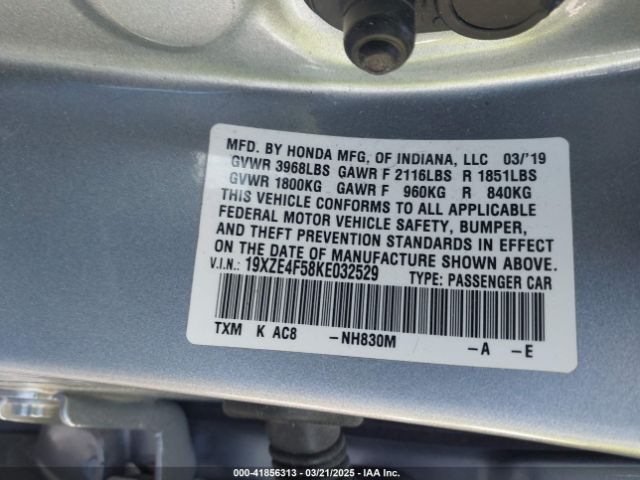 MFD. BY HONDA MFG, OF INDIANA, LLC 03/'19
GVWR 3968LBS GAWR F 2116LBS R 1851LBS
GVWR 1800KG GAWR F 960KG R 840KG
THIS VEHICLE CONFORMS TO ALL APPLICABLE
FEDERAL MOTOR VEHICLE SAFETY, BUMPER,
AND THEFT PREVENTION STANDARDS IN EFFECT
ON THE DATE OF MANUFACTURE SHOWN ABOVE.
V.I.N.: 19XZE4F58KE032529 TYPE: PASSENGER CAR
TXM K AC8 -NH830M -A -E
000-41856313 - 03/21/2025 - IAA Inc.